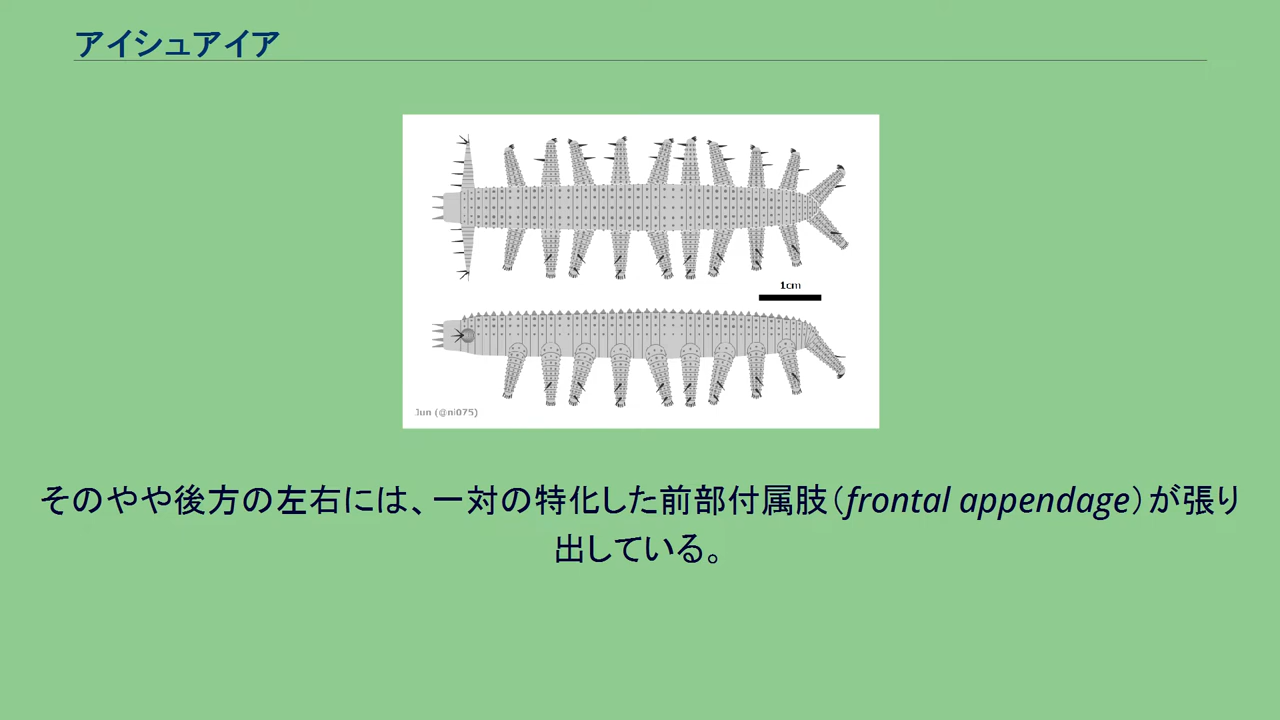 アイシュアイア
1cm
Jun (@ni075)
そのやや後方の左右には、一対の特化した前部付属肢（frontal appendage）が張り
出している。